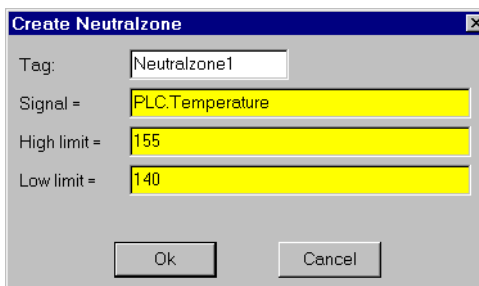 Create Neutralzone
Tag: Neutralzone1
Signal = PLC.Temperature
High limit = 155
Low limit = 140
Ok Cancel